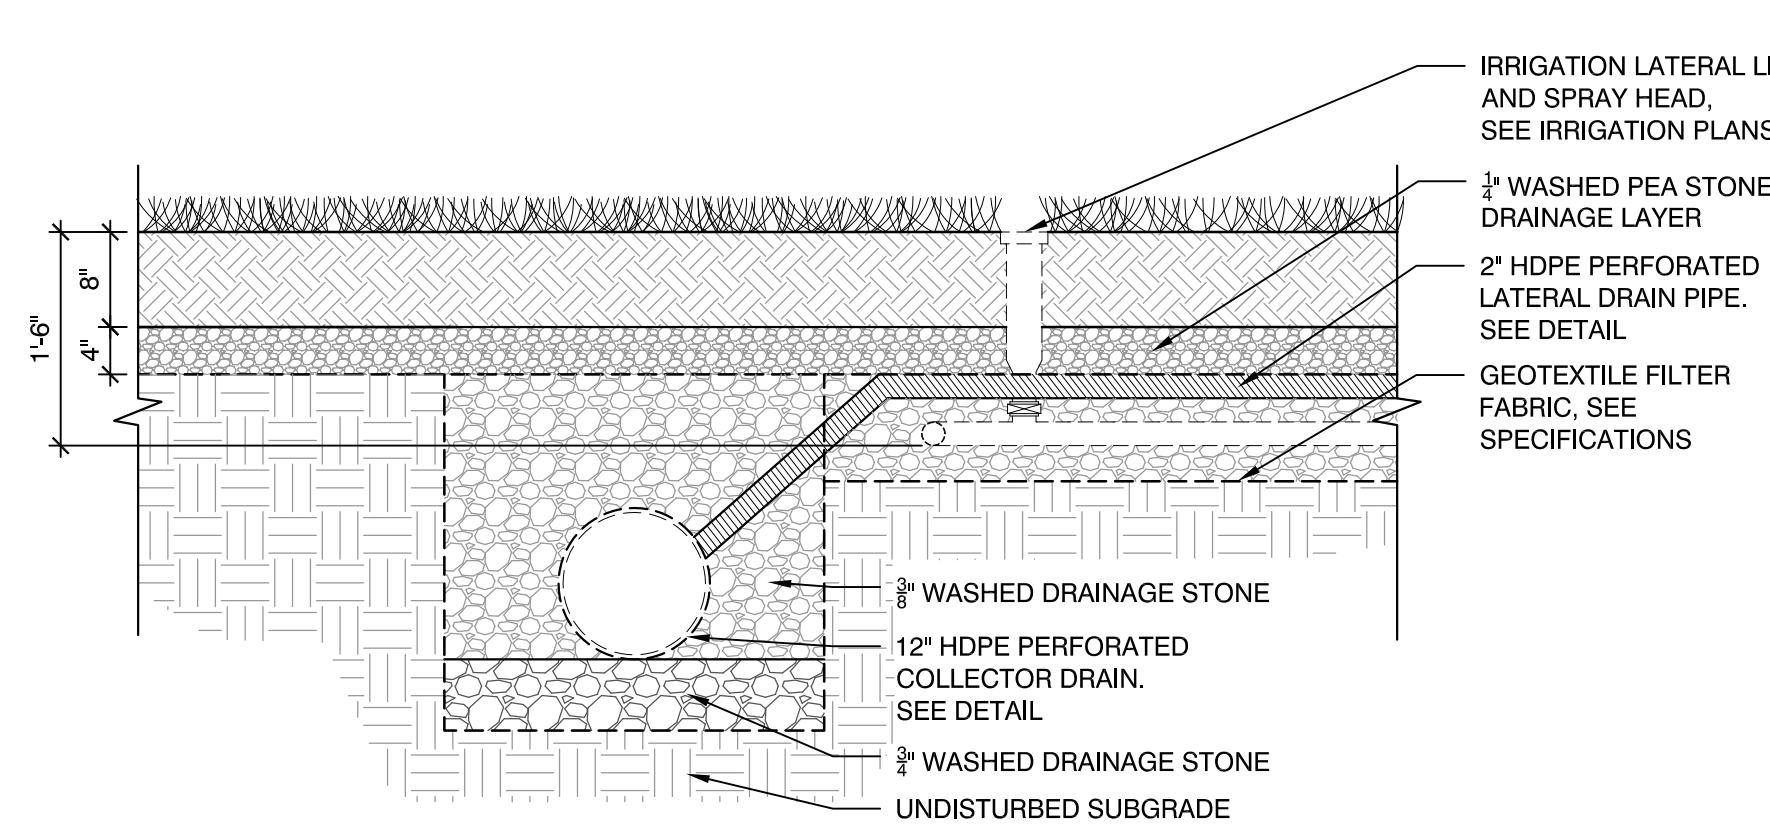 IRRIGATION LATERAL LI
AND SPRAY HEAD,
SEE IRRIGATION PLANS
1/4" WASHED PEA STONE
DRAINAGE LAYER
2" HDPE PERFORATED
LATERAL DRAIN PIPE.
SEE DETAIL
GEOTEXTILE FILTER
FABRIC, SEE
SPECIFICATIONS
1'-6"
8"
4"
3/8" WASHED DRAINAGE STONE
12" HDPE PERFORATED
COLLECTOR DRAIN.
SEE DETAIL
3/4" WASHED DRAINAGE STONE
UNDISTURBED SUBGRADE